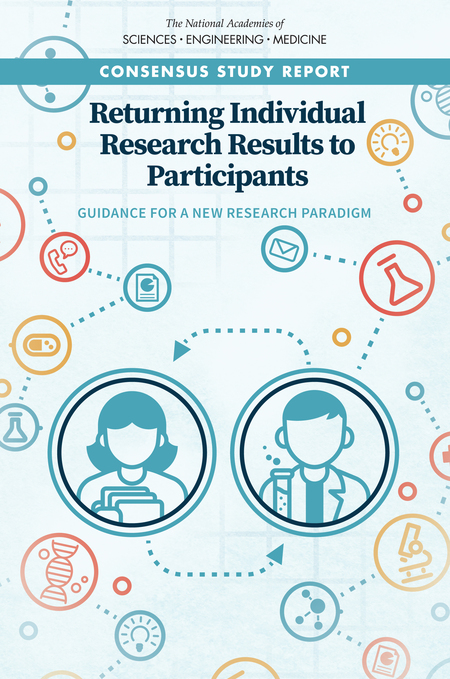 The National Academies of
SCIENCES • ENGINEERING • MEDICINE
CONSENSUS STUDY REPORT
Returning Individual
Research Results to
Participants
GUIDANCE FOR A NEW RESEARCH PARADIGM